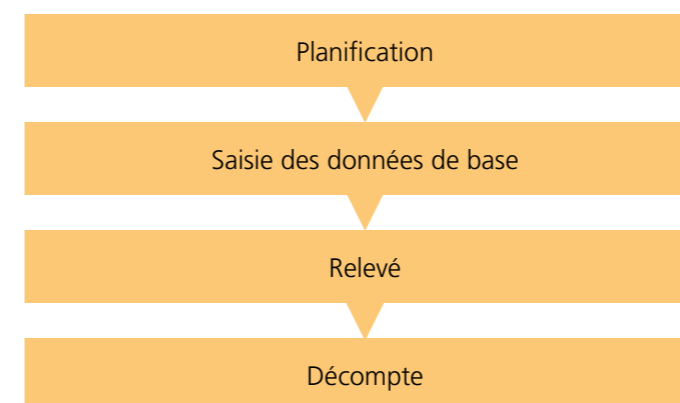 Planification
Saisie des données de base
Relevé
Décompte